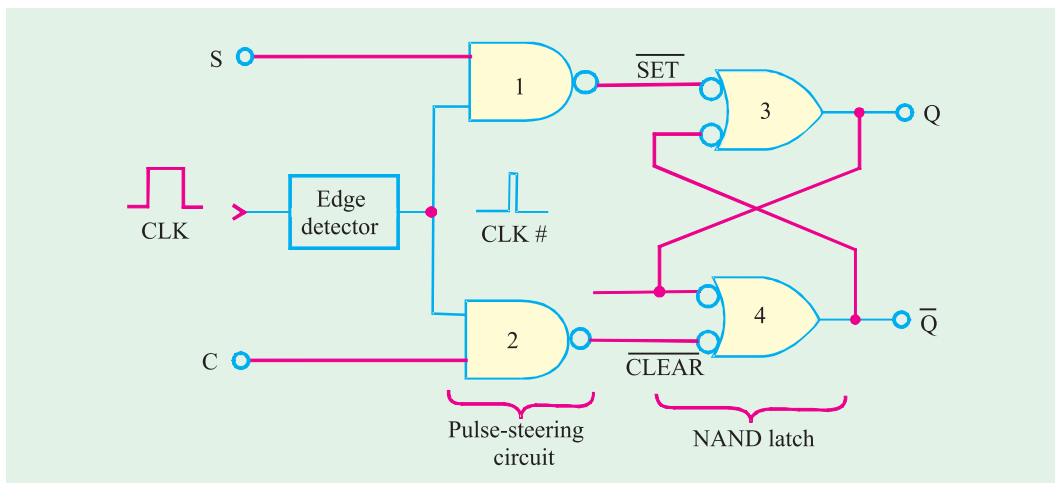 S
1
SET
3
Q
CLK
Edge
detector
CLK #
C
2
CLEAR
4
Q
Pulse-steering
circuit
NAND latch